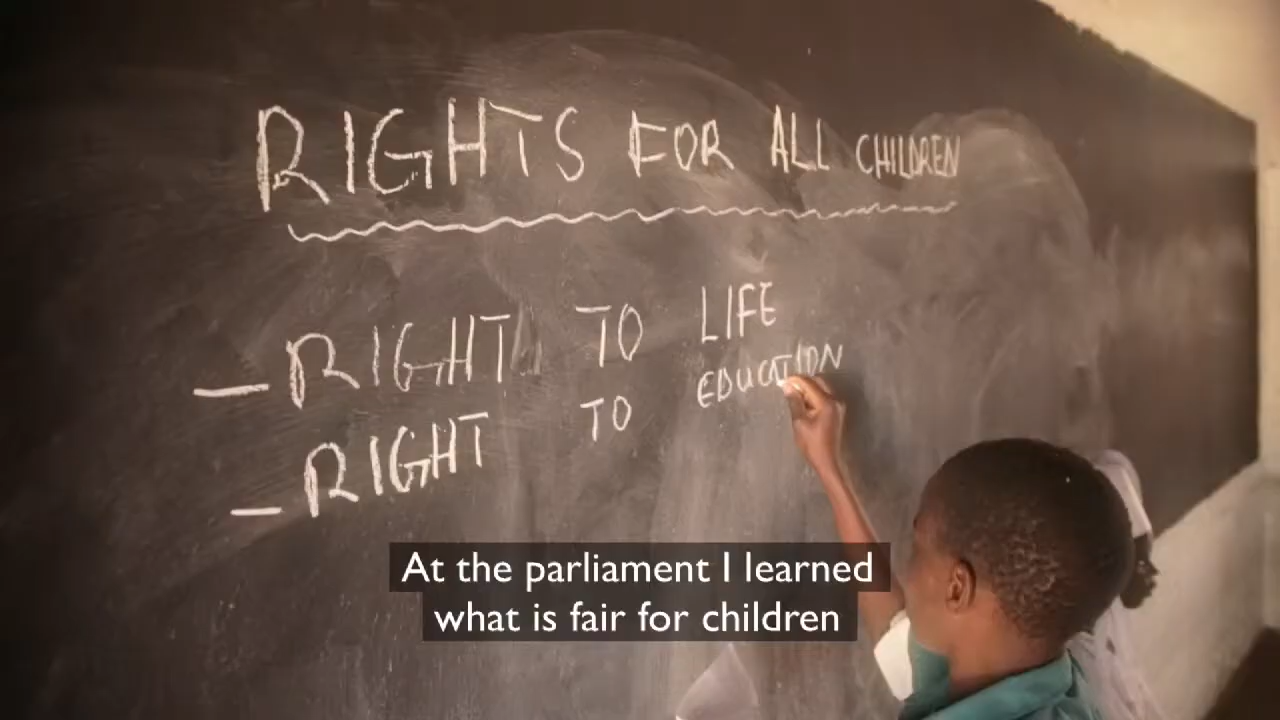 RIGHTS FOR ALL CHILDREN
— RIGHT TO LIFE
— RIGHT TO EDUCATION
At the parliament I learned
what is fair for children